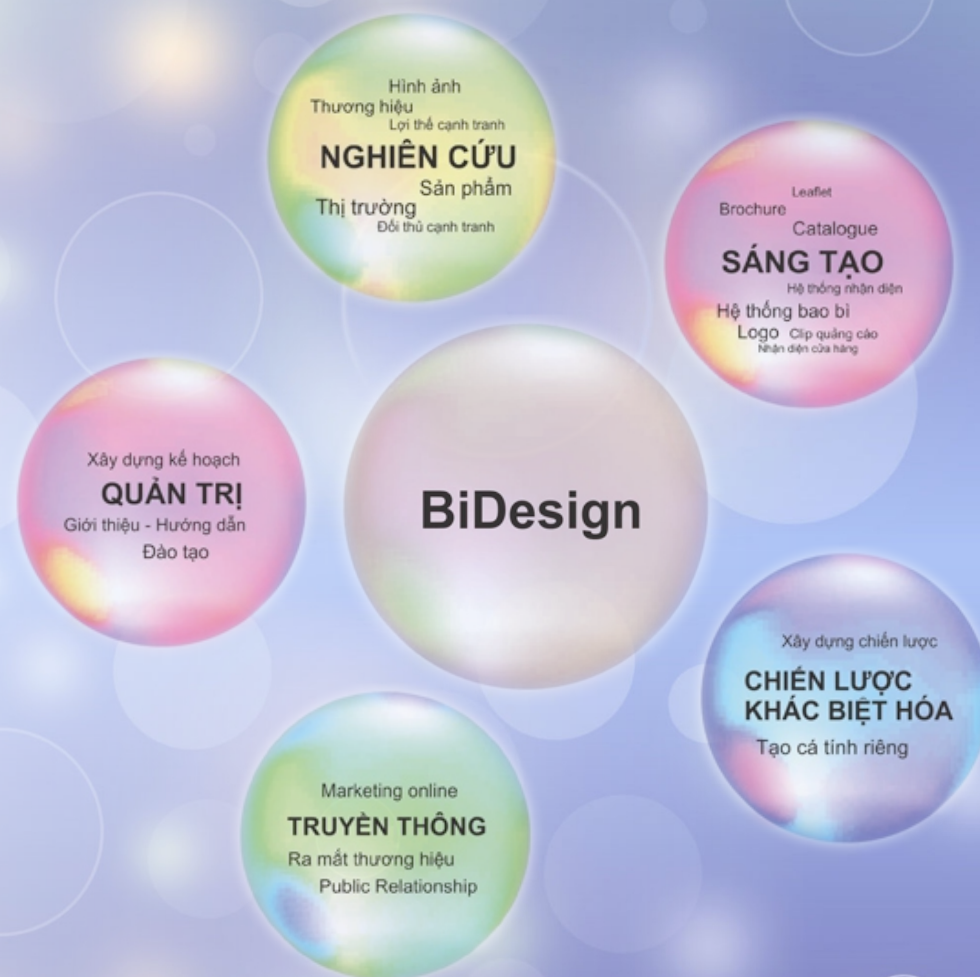 Hình ảnh
Thương hiệu
Lợi thế cạnh tranh
NGHIÊN CỨU
Sản phẩm
Thị trường
Đối thủ cạnh tranh
Leaflet
Brochure
Catalogue
SÁNG TẠO
Hệ thống nhận diện
Hệ thống bao bì
Logo Clip quảng cáo
Nhận diện cửa hàng
Xây dựng kế hoạch
QUẢN TRỊ
Giới thiệu - Hướng dẫn
Đào tạo
BiDesign
Xây dựng chiến lược
CHIẾN LƯỢC
KHÁC BIỆT HÓA
Tạo cá tính riêng
Marketing online
TRUYỀN THÔNG
Ra mắt thương hiệu
Public Relationship